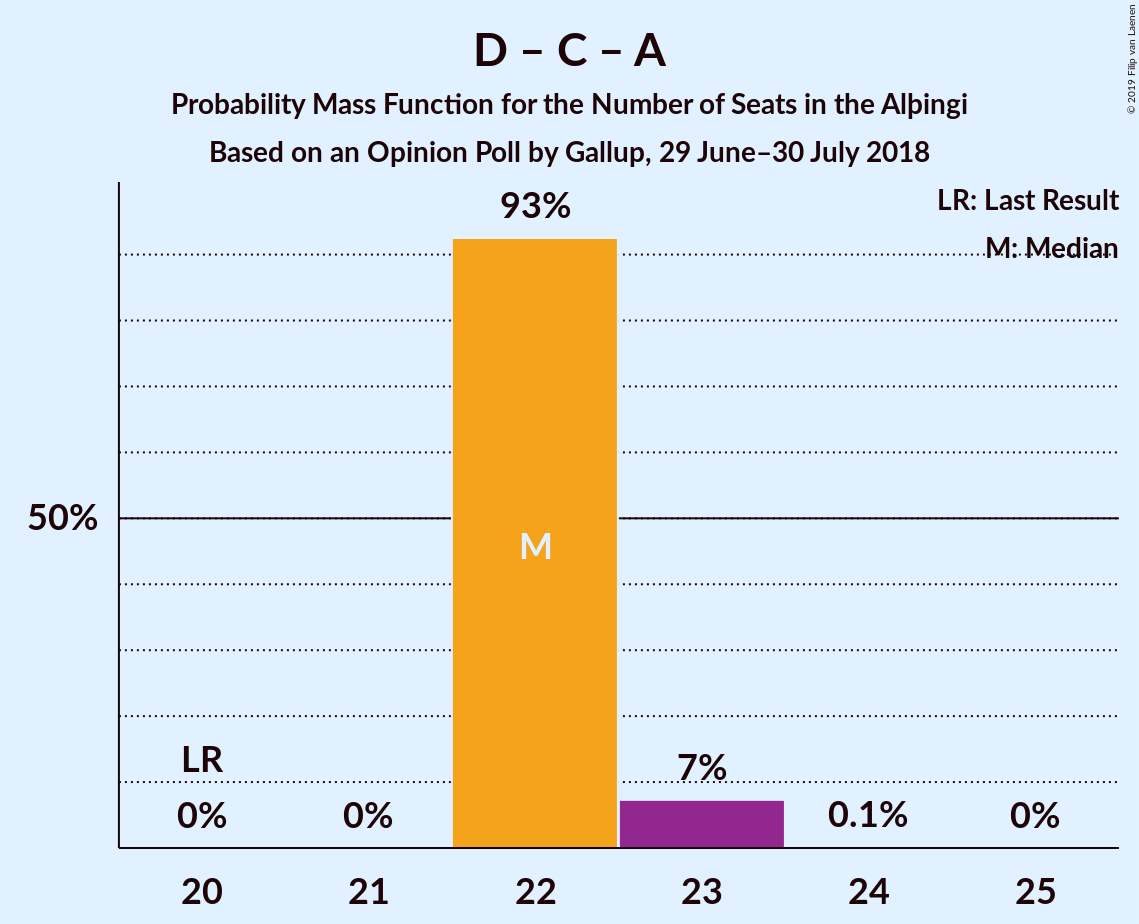 D – C – A
Probability Mass Function for the Number of Seats in the Alþingi
Based on an Opinion Poll by Gallup, 29 June–30 July 2018
© 2019 Filip van Laenen
LR: Last Result
M: Median
93%
50%
M
LR
7%
0%
0%
0.1%
0%
20
21
22
23
24
25